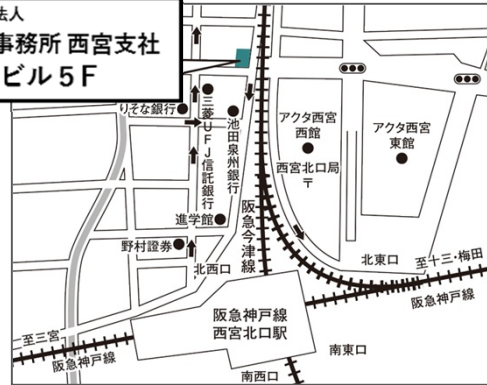 法人
事務所 西宮支社
ビル5F
りそな銀行
三菱UFJ信託銀行
池田泉州銀行
アクタ西宮
西館
アクタ西宮
東館
西宮北口局
〒
進学館
阪急今津線
野村證券
北西口
北東口
至十三・梅田
阪急神戸線
阪急神戸線
西宮北口駅
至三宮
阪急神戸線
南東口
南西口